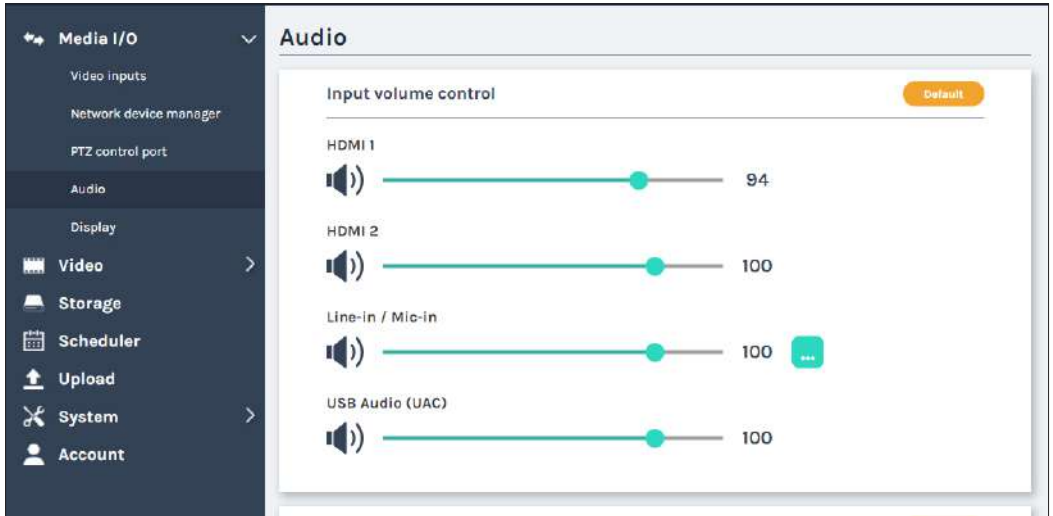 Media I/O
Video inputs
Network device manager
PTZ control port
Audio
Display
Video
Storage
Scheduler
Upload
System
Account
Audio
Input volume control
Default
HDMI 1
94
HDMI 2
100
Line-in / Mic-in
100
...
USB Audio (UAC)
100